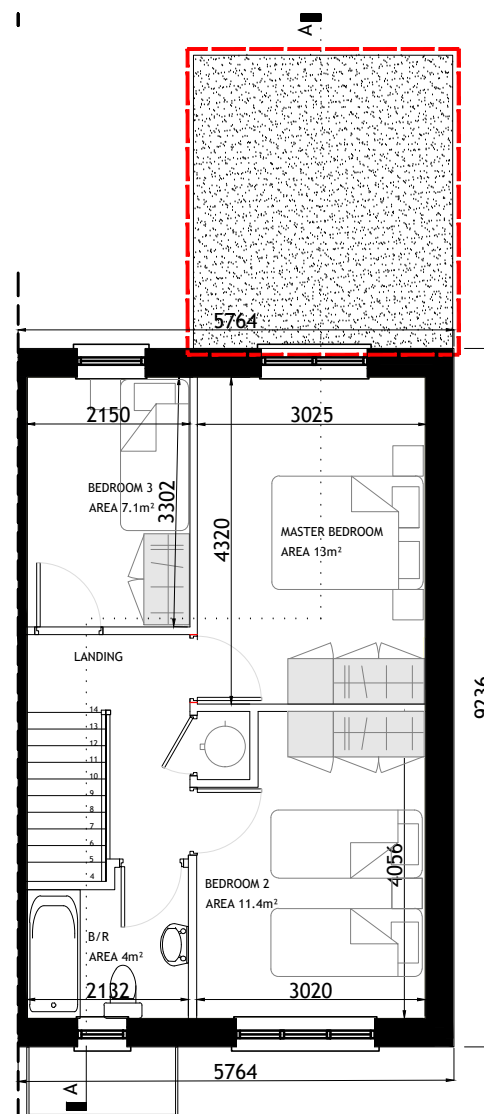 A
5764
2150
3025
BEDROOM 3
AREA 7.1m²
3302
4320
MASTER BEDROOM
AREA 13m²
LANDING
9236
14
13
12
11
10
9
8
7
6
5
4
4056
BEDROOM 2
AREA 11.4m²
B/R
AREA 4m²
2132
3020
5764
A